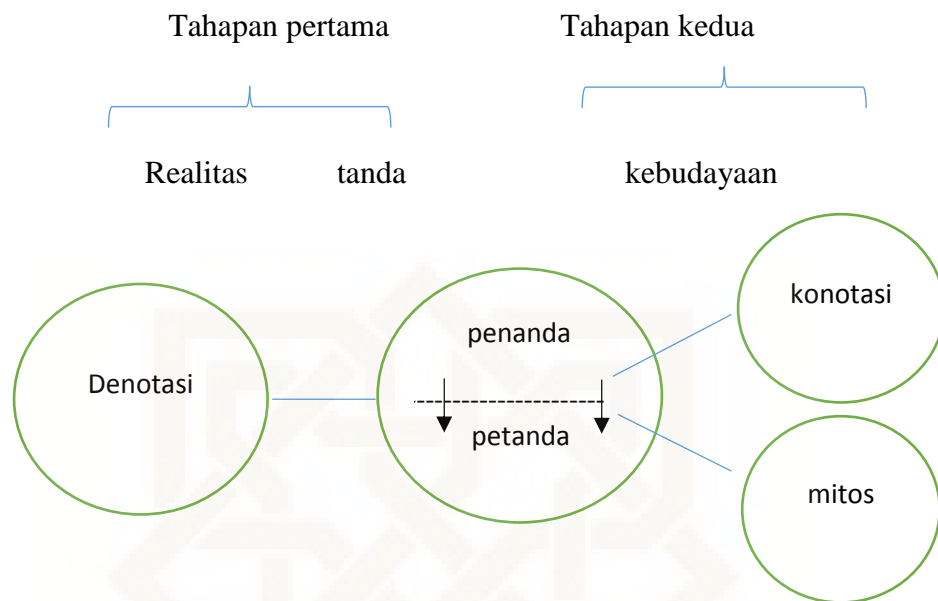 Tahapan pertama Tahapan kedua
Realitas tanda kebudayaan
konotasi
penanda
Denotasi
petanda
mitos